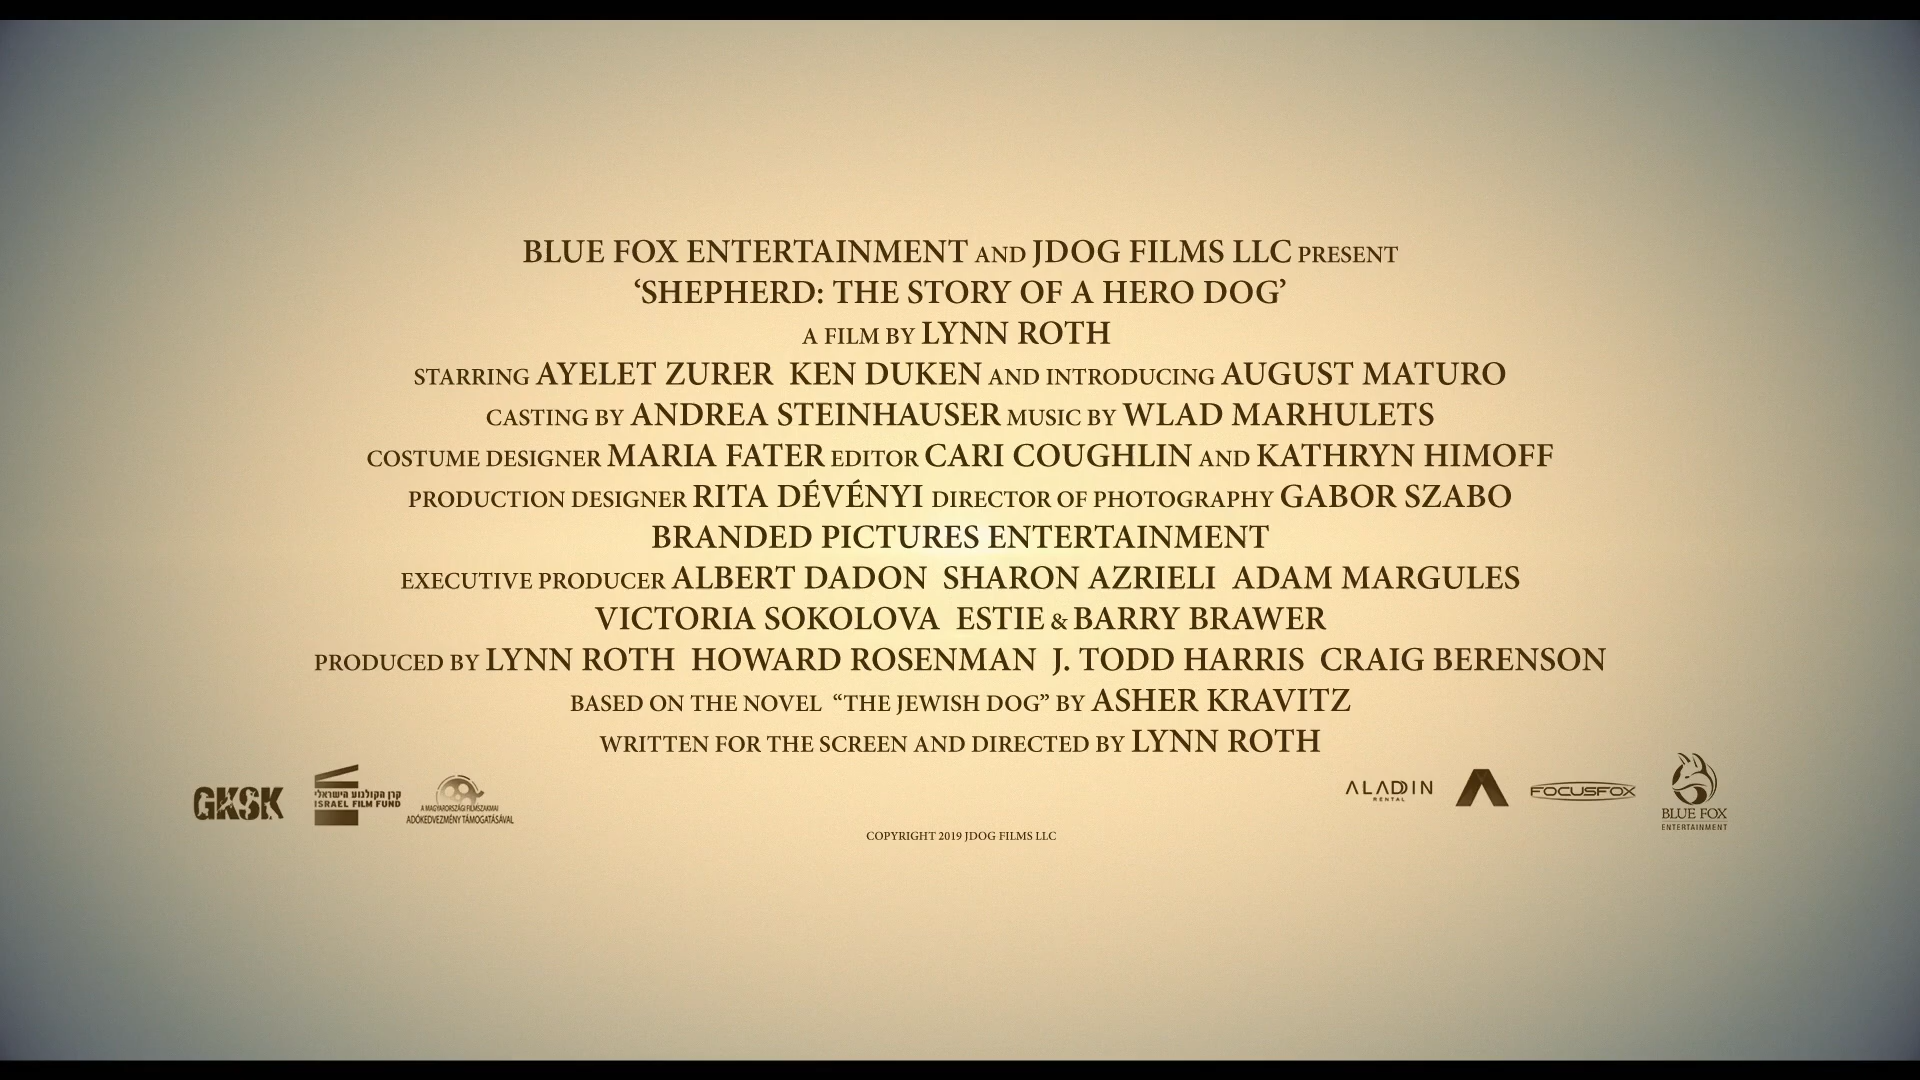 BLUE FOX ENTERTAINMENT AND JDOG FILMS LLC PRESENT
‘SHEPHERD: THE STORY OF A HERO DOG’
A FILM BY LYNN ROTH
STARRING AYELET ZURER KEN DUKEN AND INTRODUCING AUGUST MATURO
CASTING BY ANDREA STEINHAUSER MUSIC BY WLAD MARHULETS
COSTUME DESIGNER MARIA FATER EDITOR CARI COUGHLIN AND KATHRYN HIMOFF
PRODUCTION DESIGNER RITA DÉVÉNYI DIRECTOR OF PHOTOGRAPHY GABOR SZABO
BRANDED PICTURES ENTERTAINMENT
EXECUTIVE PRODUCER ALBERT DADON SHARON AZRIELI ADAM MARGULES
VICTORIA SOKOLOVA ESTIE & BARRY BRAWER
PRODUCED BY LYNN ROTH HOWARD ROSENMAN J. TODD HARRIS CRAIG BERENSON
BASED ON THE NOVEL “THE JEWISH DOG” BY ASHER KRAVITZ
WRITTEN FOR THE SCREEN AND DIRECTED BY LYNN ROTH
GKSK
קרן הקולנוע הישראלי
ISRAEL FILM FUND
A MAGYARORSZÁGI FILMSZAKMAI
ADÓKEDVEZMÉNY TÁMOGATÁSÁVAL
ALADIN
RENTAL
FOCUSFOX
BLUE FOX
ENTERTAINMENT
COPYRIGHT 2019 JDOG FILMS LLC